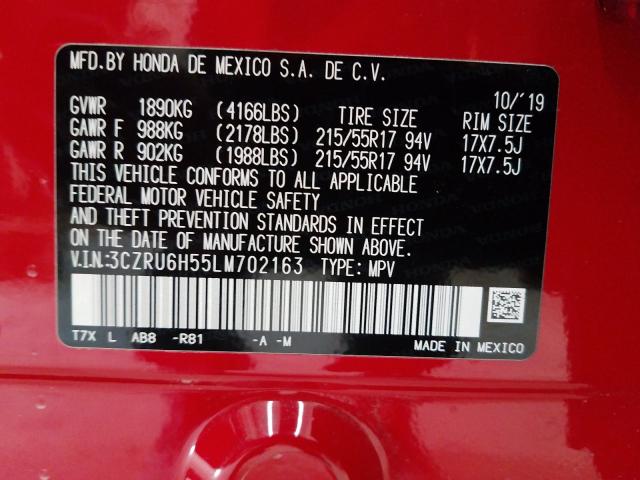 MFD.BY HONDA DE MEXICO S.A. DE C.V.
10/'19
GVWR 1890KG (4166LBS) TIRE SIZE RIM SIZE
GAWR F 988KG (2178LBS) 215/55R17 94V 17X7.5J
GAWR R 902KG (1988LBS) 215/55R17 94V 17X7.5J
THIS VEHICLE CONFORMS TO ALL APPLICABLE
FEDERAL MOTOR VEHICLE SAFETY
AND THEFT PREVENTION STANDARDS IN EFFECT
ON THE DATE OF MANUFACTURE SHOWN ABOVE.
V.I.N.:3CZRU6H55LM702163 TYPE: MPV
T7X L AB8 -R81 -A -M
MADE IN MEXICO